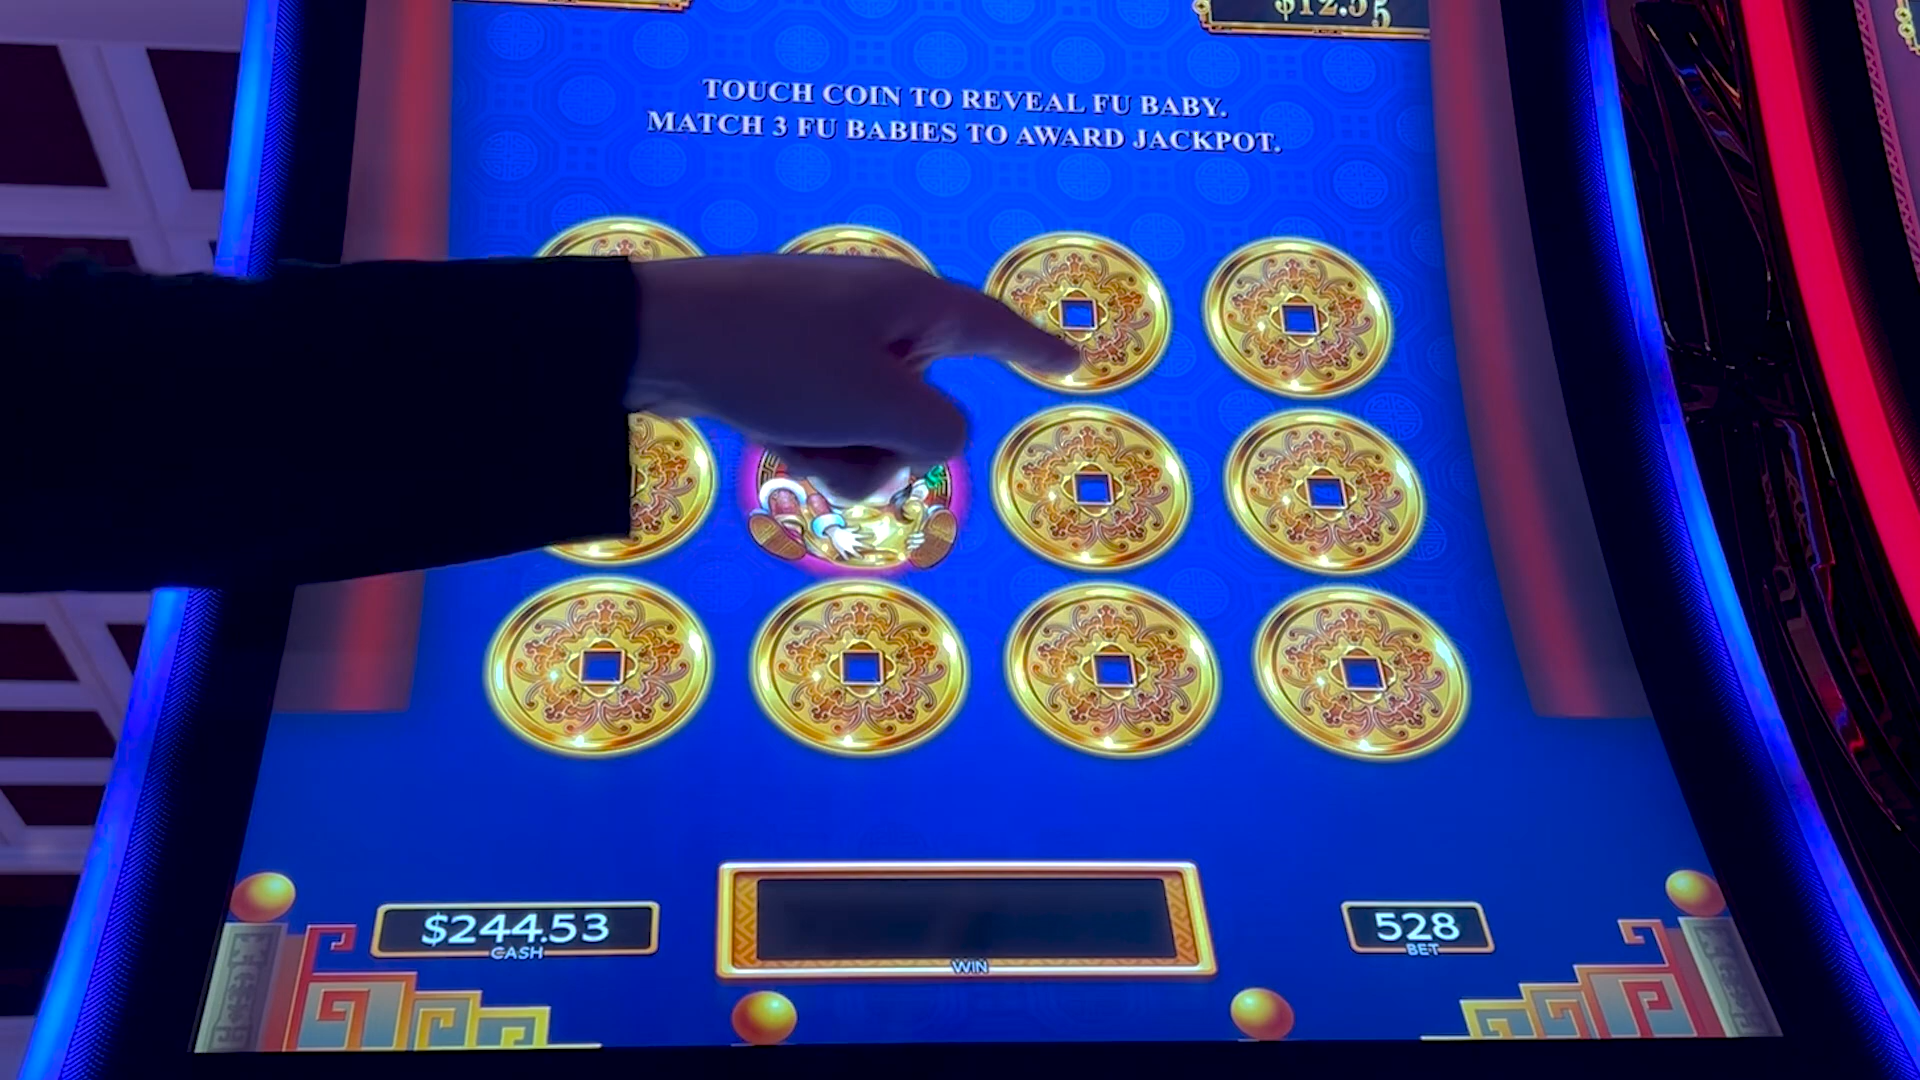 TOUCH COIN TO REVEAL FU BABY.
MATCH 3 FU BABIES TO AWARD JACKPOT.
$244.53
CASH
WIN
528
BET